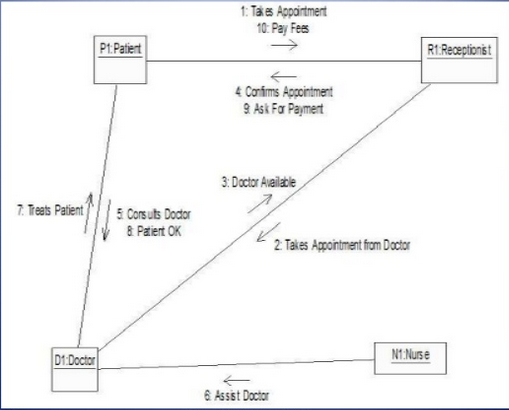 1: Takes Appointment
10: Pay Fees
P1:Patient
R1:Receptionist
4: Confirms Appointment
9: Ask For Payment
3: Doctor Available
7: Treats Patient
5: Consults Doctor
8: Patient OK
2: Takes Appointment from Doctor
D1:Doctor
N1:Nurse
6: Assist Doctor